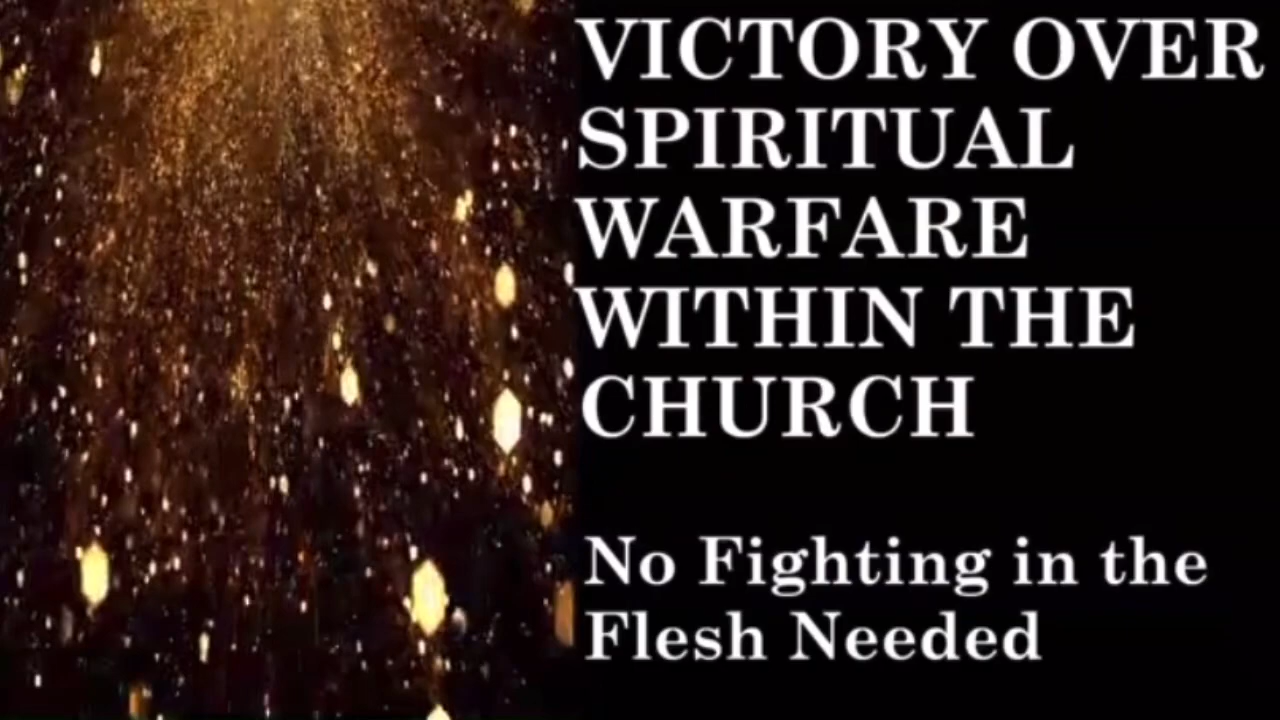 VICTORY OVER
SPIRITUAL
WARFARE
WITHIN THE
CHURCH
No Fighting in the
Flesh Needed